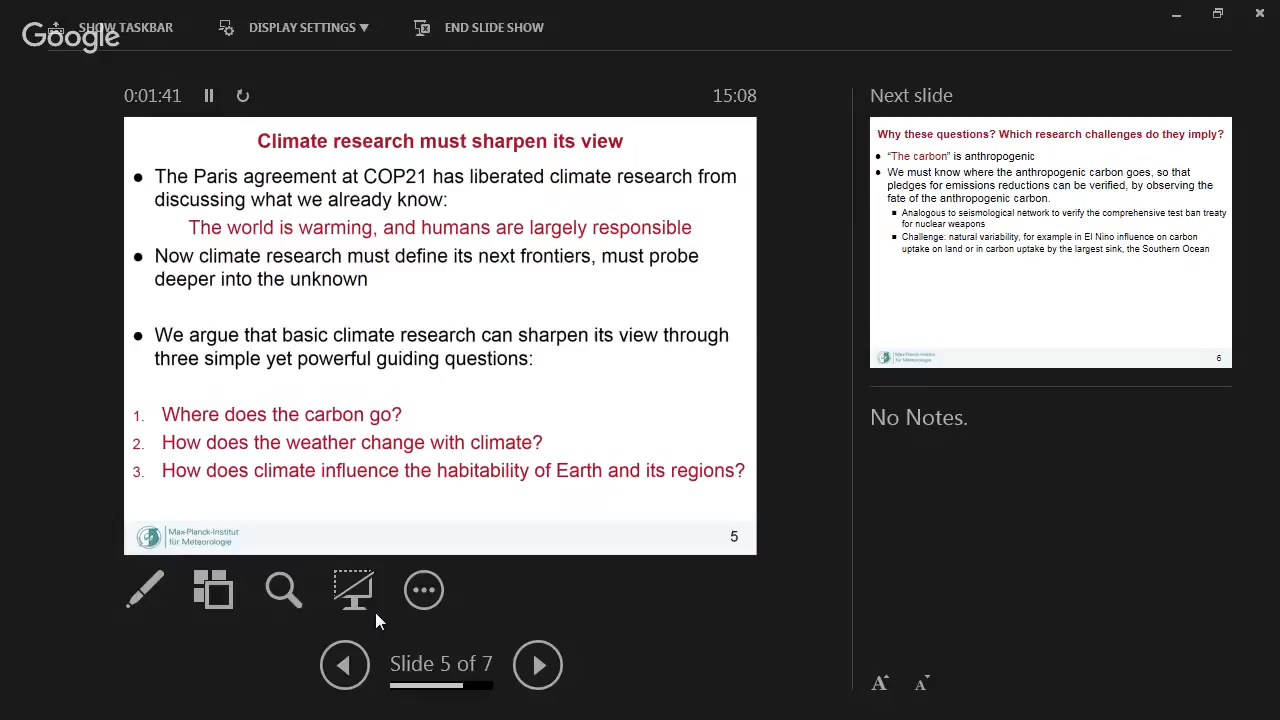 Google
SHOW TASKBAR
DISPLAY SETTINGS
END SLIDE SHOW
0:01:41
15:08
Climate research must sharpen its view
● The Paris agreement at COP21 has liberated climate research from
discussing what we already know:
The world is warming, and humans are largely responsible
● Now climate research must define its next frontiers, must probe
deeper into the unknown
● We argue that basic climate research can sharpen its view through
three simple yet powerful guiding questions:
1. Where does the carbon go?
2. How does the weather change with climate?
3. How does climate influence the habitability of Earth and its regions?
Max-Planck-Institut
für Meteorologie
5
Slide 5 of 7
Next slide
Why these questions? Which research challenges do they imply?
● “The carbon” is anthropogenic
● We must know where the anthropogenic carbon goes, so that
pledges for emissions reductions can be verified, by observing the
fate of the anthropogenic carbon.
■ Analogous to seismological network to verify the comprehensive test ban treaty
for nuclear weapons
■ Challenge: natural variability, for example in El Nino influence on carbon
uptake on land or in carbon uptake by the largest sink, the Southern Ocean
Max-Planck-Institut
für Meteorologie
6
No Notes.
A A